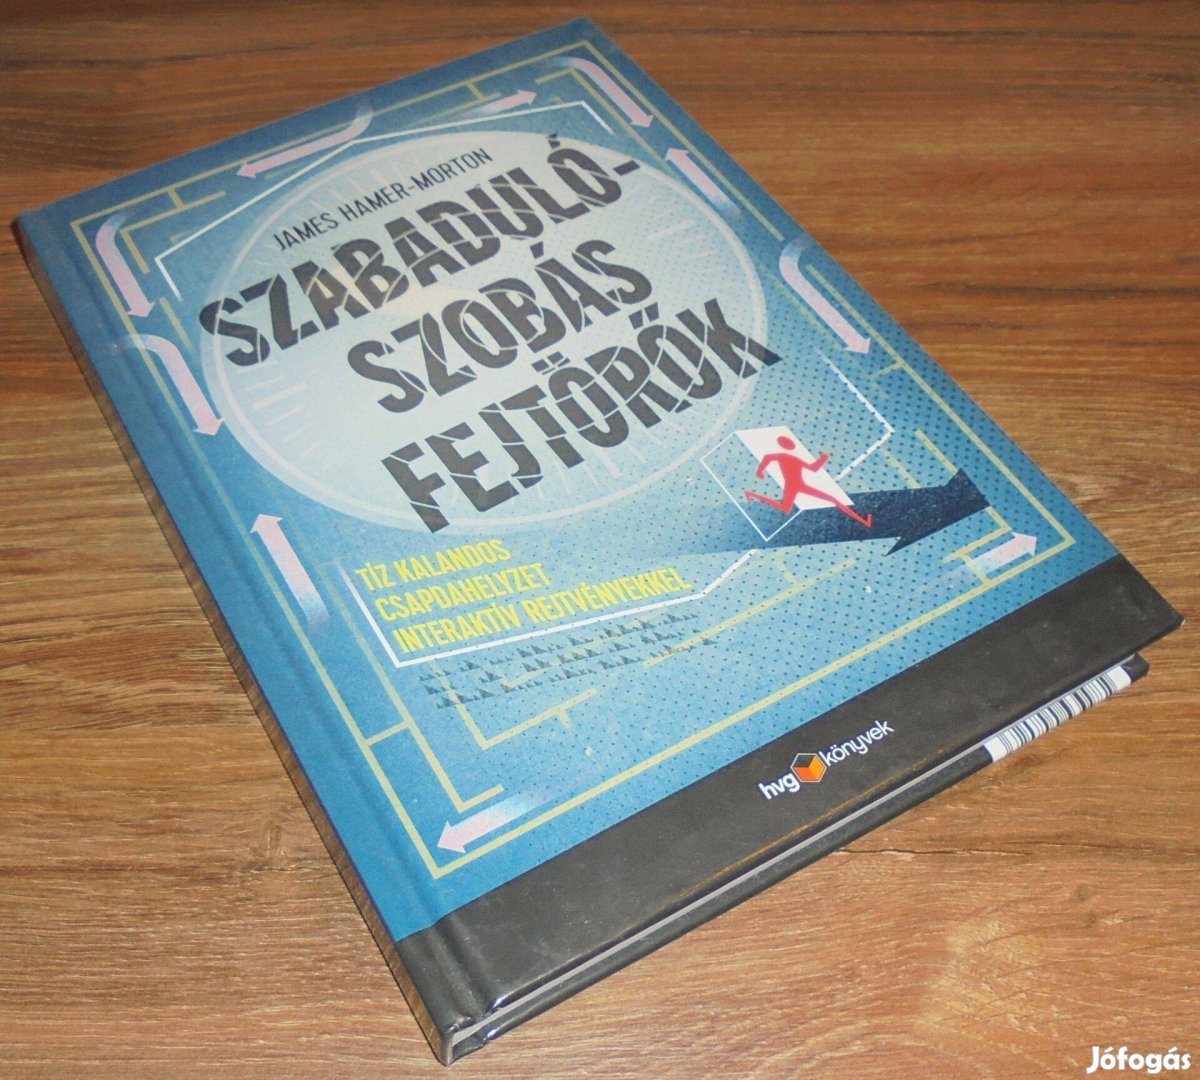 JAMES HAMER-MORTON
SZABADULÓ-
SZOBÁS
FEJTÖRŐK
TÍZ KALANDOS
CSAPDAHELYZET
INTERAKTÍV REJTVÉNYEKKEL
hvg könyvek
Jófogás